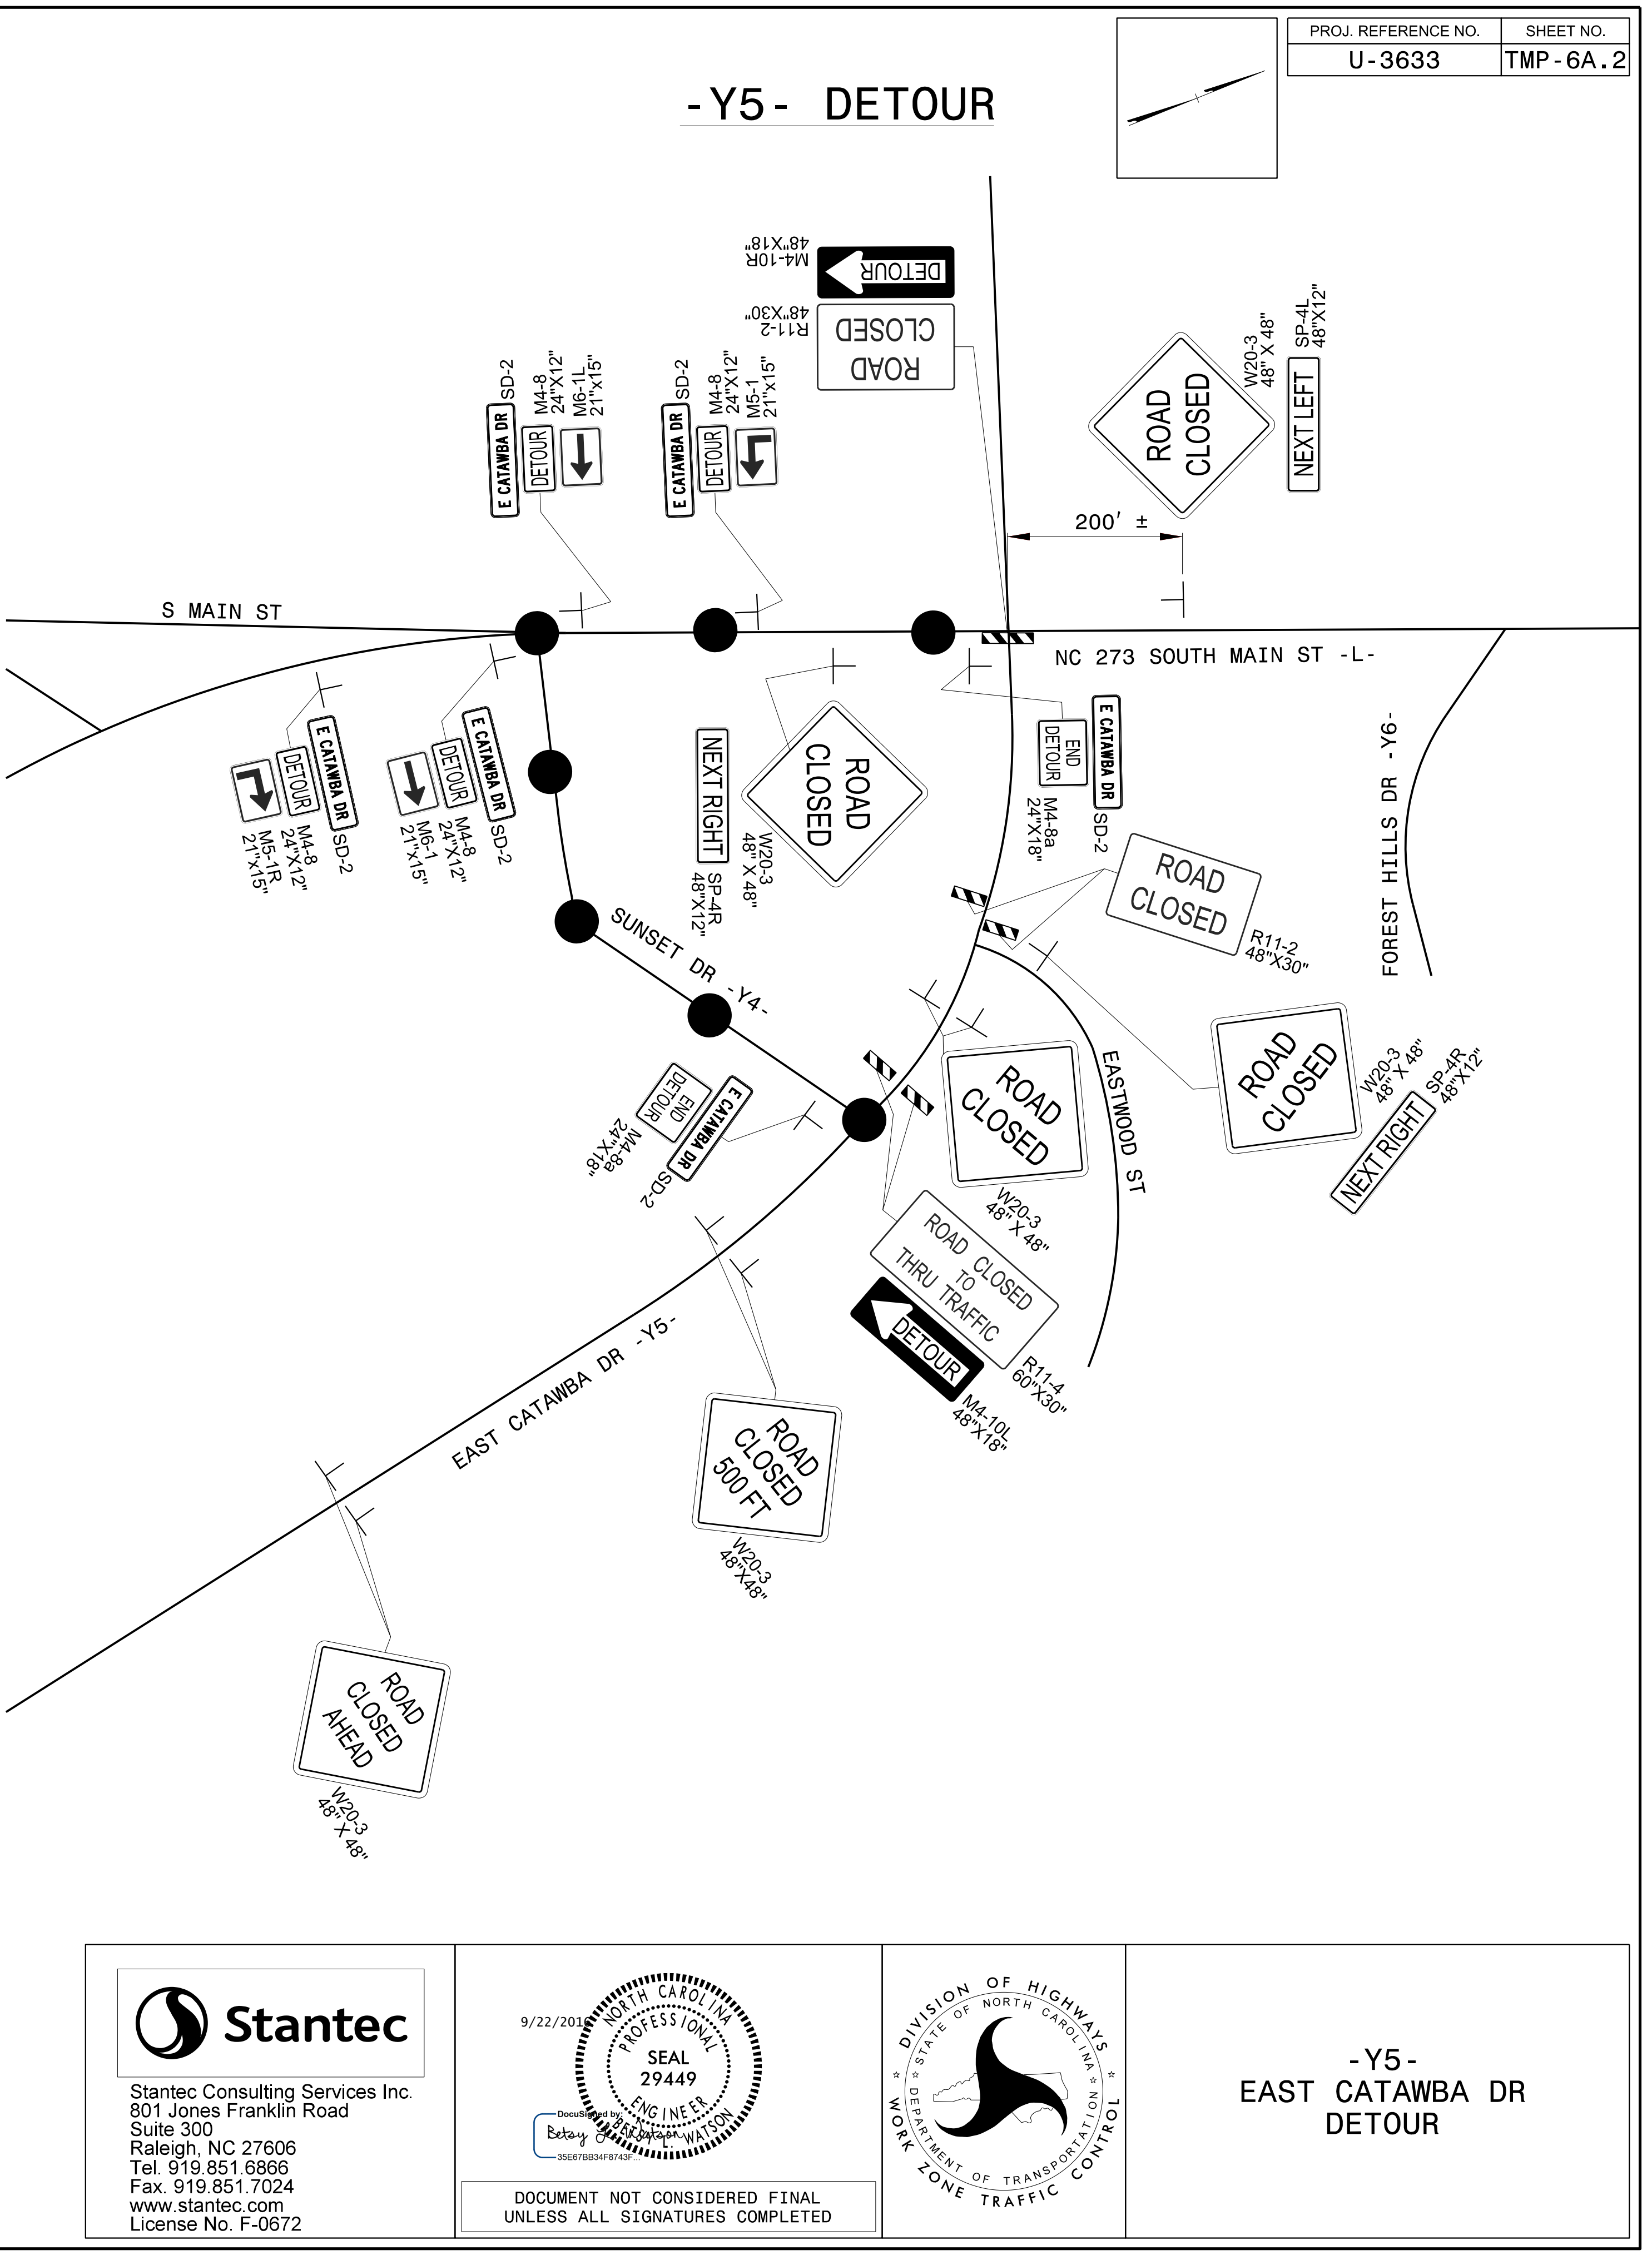 PROJ. REFERENCE NO.
SHEET NO.
U-3633
TMP-6A.2
-Y5- DETOUR
M4-10R
48"X18"
DETOUR
R11-2
48"X30"
ROAD
CLOSED
E CATAWBA DR
SD-2
DETOUR
M4-8
24"X12"
M6-1L
21"x15"
E CATAWBA DR
SD-2
DETOUR
M4-8
24"X12"
M5-1
21"x15"
ROAD
CLOSED
W20-3
48" X 48"
NEXT LEFT
SP-4L
48"X12"
200' ±
S MAIN ST
NC 273 SOUTH MAIN ST -L-
E CATAWBA DR
SD-2
DETOUR
M4-8
24"X12"
M5-1R
21"x15"
E CATAWBA DR
SD-2
DETOUR
M4-8
24"X12"
M6-1
21"x15"
ROAD
CLOSED
W20-3
48" X 48"
NEXT RIGHT
SP-4R
48"X12"
E CATAWBA DR
SD-2
END
DETOUR
M4-8a
24"X18"
FOREST HILLS DR -Y6-
ROAD
CLOSED
R11-2
48"X30"
SUNSET DR -Y4-
ROAD
CLOSED
W20-3
48" X 48"
NEXT RIGHT
SP-4R
48"X12"
EASTWOOD ST
ROAD
CLOSED
W20-3
48" X 48"
E CATAWBA DR
SD-2
END
DETOUR
M4-8a
24"X18"
ROAD CLOSED
TO
THRU TRAFFIC
R11-4
60"X30"
DETOUR
M4-10L
48"X18"
EAST CATAWBA DR -Y5-
ROAD
CLOSED
500 FT
W20-3
48"X48"
ROAD
CLOSED
AHEAD
W20-3
48" X 48"
Stantec
Stantec Consulting Services Inc.
801 Jones Franklin Road
Suite 300
Raleigh, NC 27606
Tel. 919.851.6866
Fax. 919.851.7024
www.stantec.com
License No. F-0672
9/22/2016
NORTH CAROLINA
PROFESSIONAL
SEAL
29449
ENGINEER
BETSY L. WATSON
DocuSigned by:
Betsy Watson
35E67BB34F8743F...
DOCUMENT NOT CONSIDERED FINAL
UNLESS ALL SIGNATURES COMPLETED
DIVISION OF HIGHWAYS
STATE OF NORTH CAROLINA
DEPARTMENT OF TRANSPORTATION
WORK ZONE TRAFFIC CONTROL
-Y5-
EAST CATAWBA DR
DETOUR